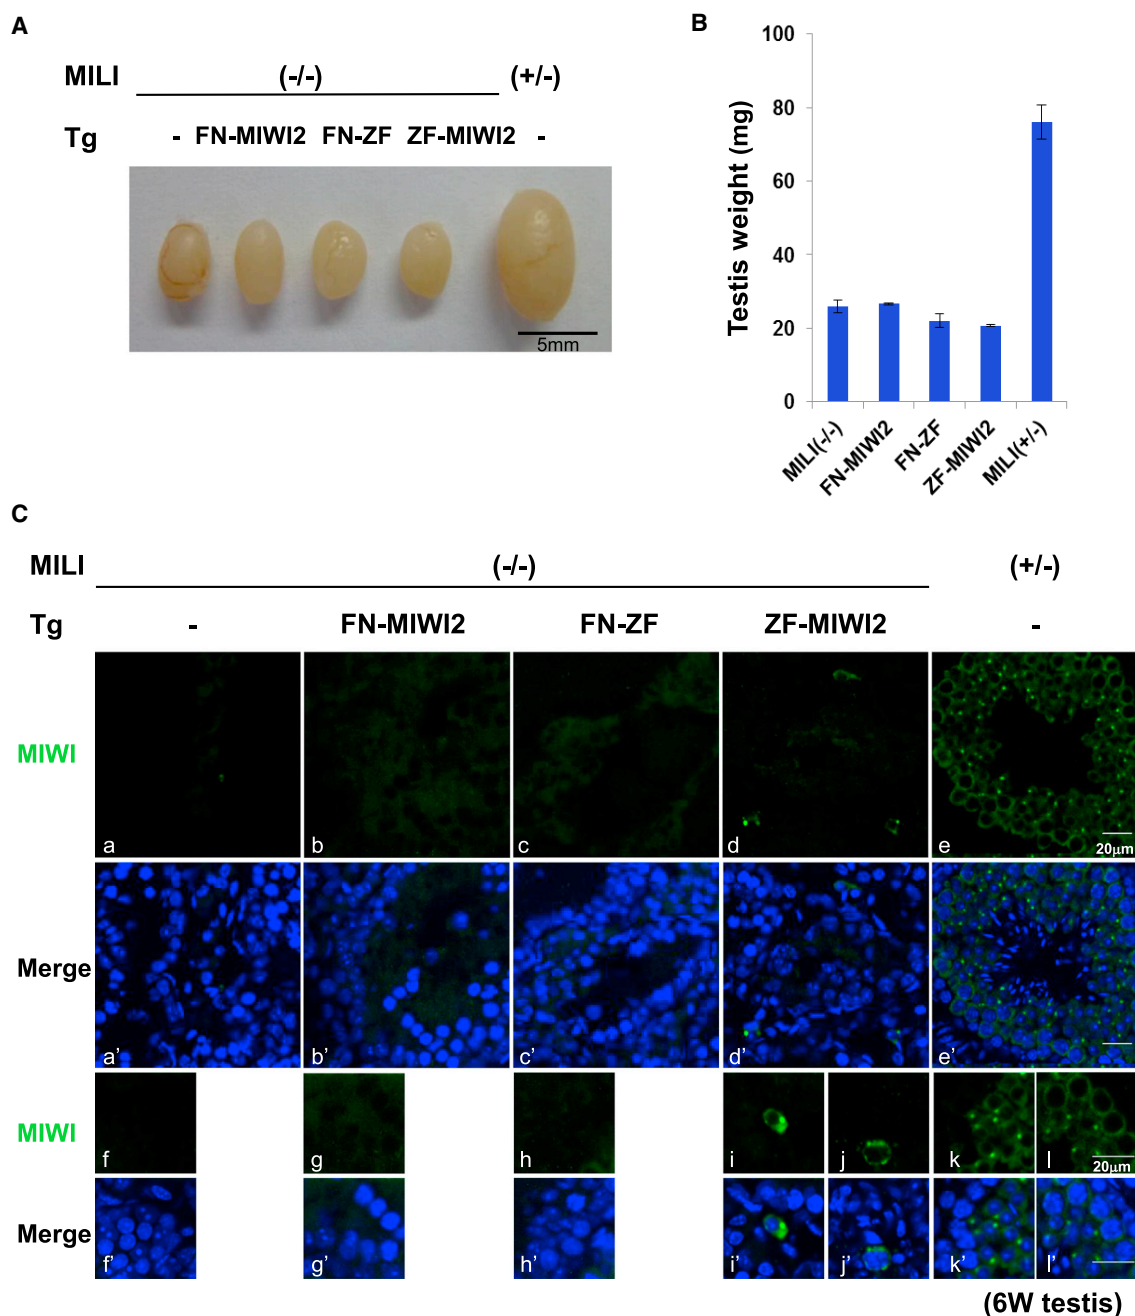 A
MILI (-/-) (+/-)
Tg - FN-MIWI2 FN-ZF ZF-MIWI2 -
5mm
B
Testis weight (mg)
100
80
60
40
20
0
MILI(-/-) FN-MIWI2 FN-ZF ZF-MIWI2 MILI(+/-)
C
MILI (-/-) (+/-)
Tg - FN-MIWI2 FN-ZF ZF-MIWI2 -
MIWI
a b c d e 20μm
Merge
a' b' c' d' e'
MIWI
f g h i j k l 20μm
Merge
f' g' h' i' j' k' l'
(6W testis)